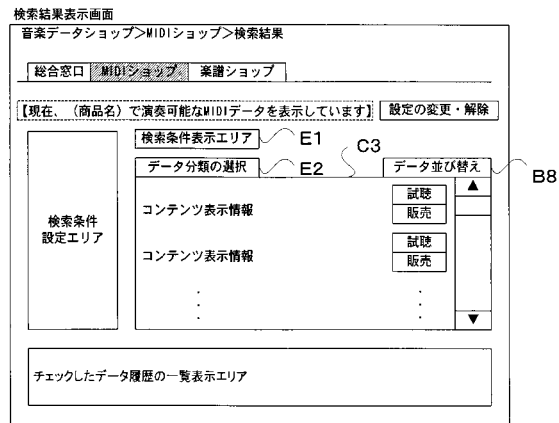 検索結果表示画面
音楽データショップ>MIDIショップ>検索結果
総合窓口 MIDIショップ 楽譜ショップ
【現在、（商品名）で演奏可能なMIDIデータを表示しています】 設定の変更・解除
検索条件表示エリア E1
C3
データ分類の選択 E2 データ並び替え B8
▲
試聴
コンテンツ表示情報
販売
検索条件
設定エリア
試聴
コンテンツ表示情報
販売
▼
チェックしたデータ履歴の一覧表示エリア